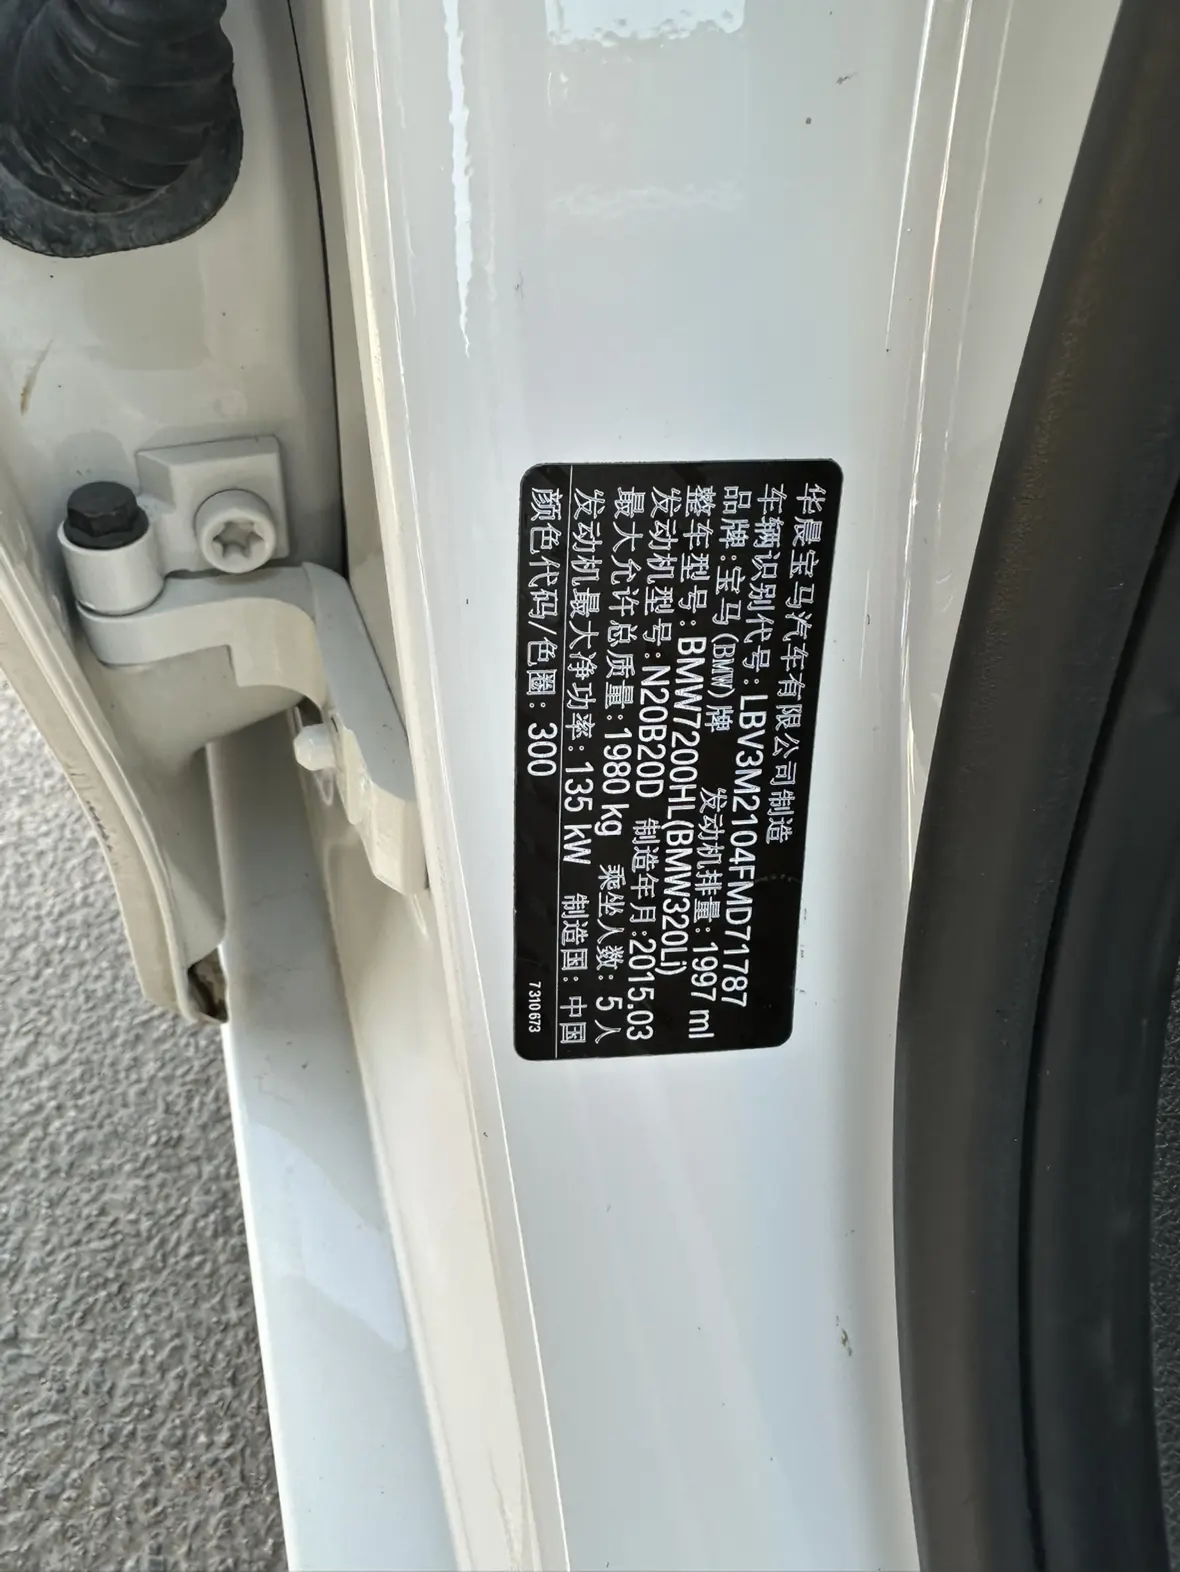 华晨宝马汽车有限公司制造
车辆识别代号:LBV3M2104FMD71787
品牌:宝马(BMW)牌 发动机排量:1997 ml
整车型号:BMW7200HL(BMW320Li)
发动机型号:N20B20D 制造年月:2015.03
最大允许总质量:1980 kg 乘坐人数:5人
发动机最大净功率:135 kW 制造国:中国
颜色代码/色圈:300 7 310 673